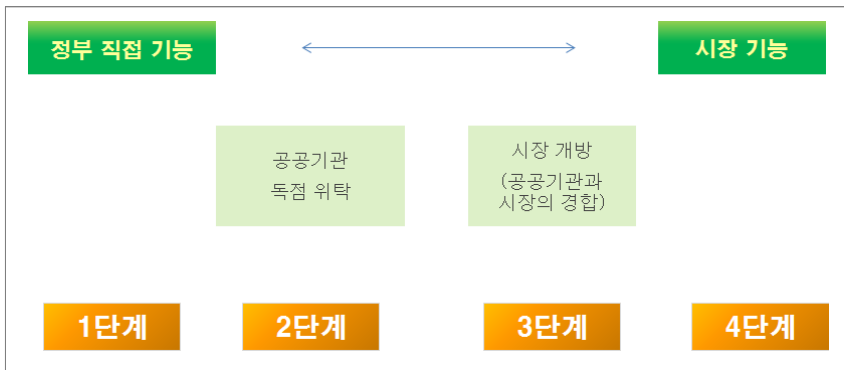 정부 직접 기능
시장 기능
공공기관
독점 위탁
시장 개방
(공공기관과
시장의 경합)
1단계
2단계
3단계
4단계